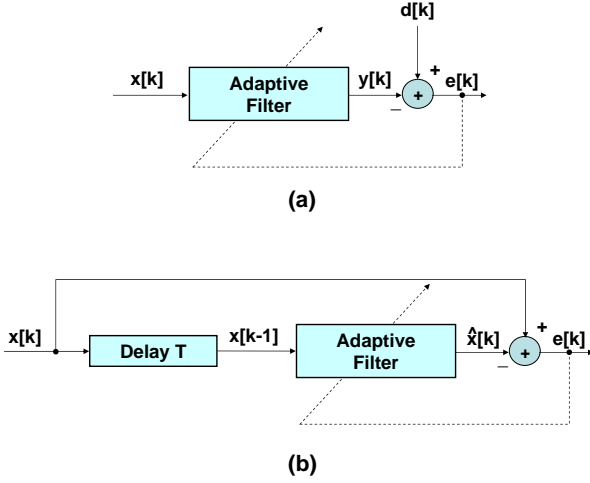 d[k]
x[k]
Adaptive
Filter
y[k]
+
e[k]
+
_
(a)
x[k]
Delay T
x[k-1]
Adaptive
Filter
x̂[k]
+
e[k]
+
_
(b)